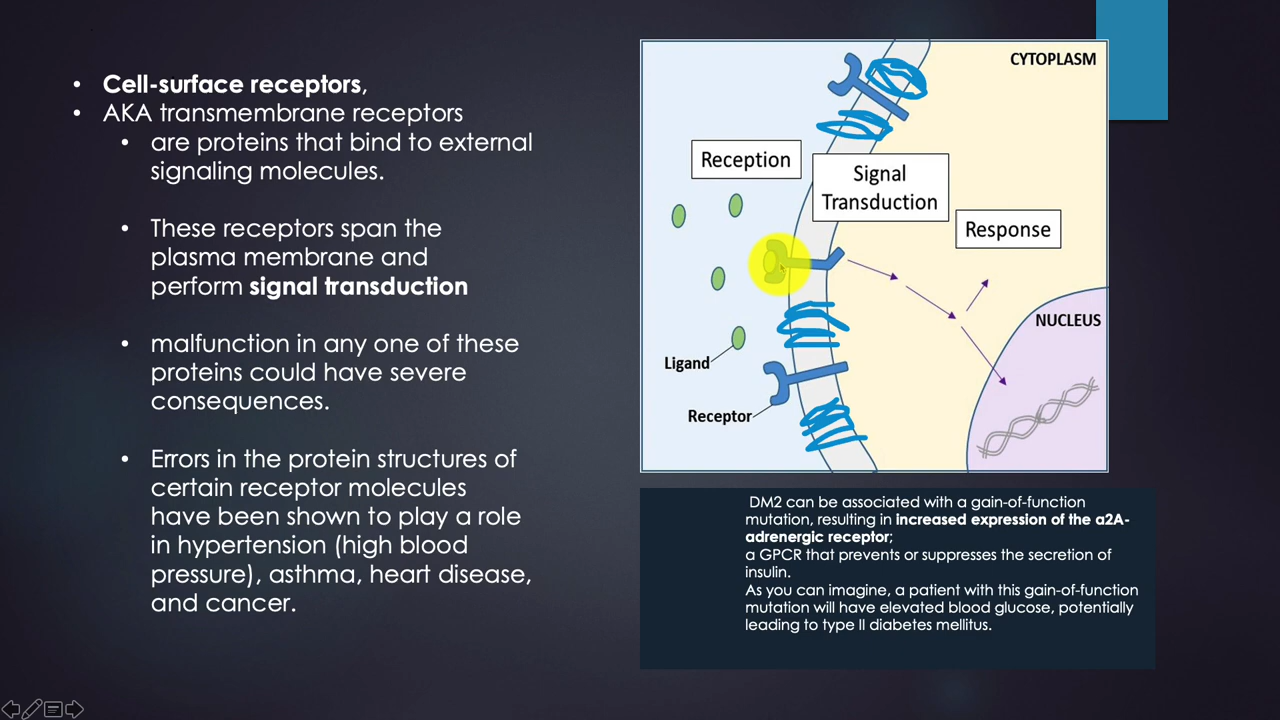 Cell-surface receptors,
AKA transmembrane receptors
are proteins that bind to external
signaling molecules.
These receptors span the
plasma membrane and
perform signal transduction
malfunction in any one of these
proteins could have severe
consequences.
Errors in the protein structures of
certain receptor molecules
have been shown to play a role
in hypertension (high blood
pressure), asthma, heart disease,
and cancer.
CYTOPLASM
Reception
Signal
Transduction
Response
NUCLEUS
Ligand
Receptor
DM2 can be associated with a gain-of-function
mutation, resulting in increased expression of the a2A-
adrenergic receptor;
a GPCR that prevents or suppresses the secretion of
insulin.
As you can imagine, a patient with this gain-of-function
mutation will have elevated blood glucose, potentially
leading to type II diabetes mellitus.